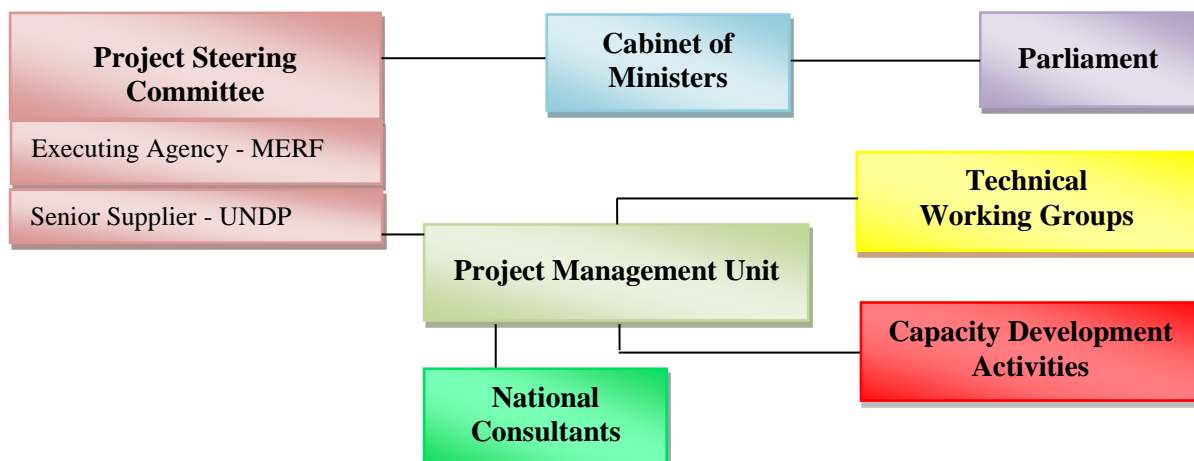 Project Steering
Committee
Executing Agency - MERF
Senior Supplier - UNDP
Cabinet of
Ministers
Parliament
Technical
Working Groups
Project Management Unit
Capacity Development
Activities
National
Consultants